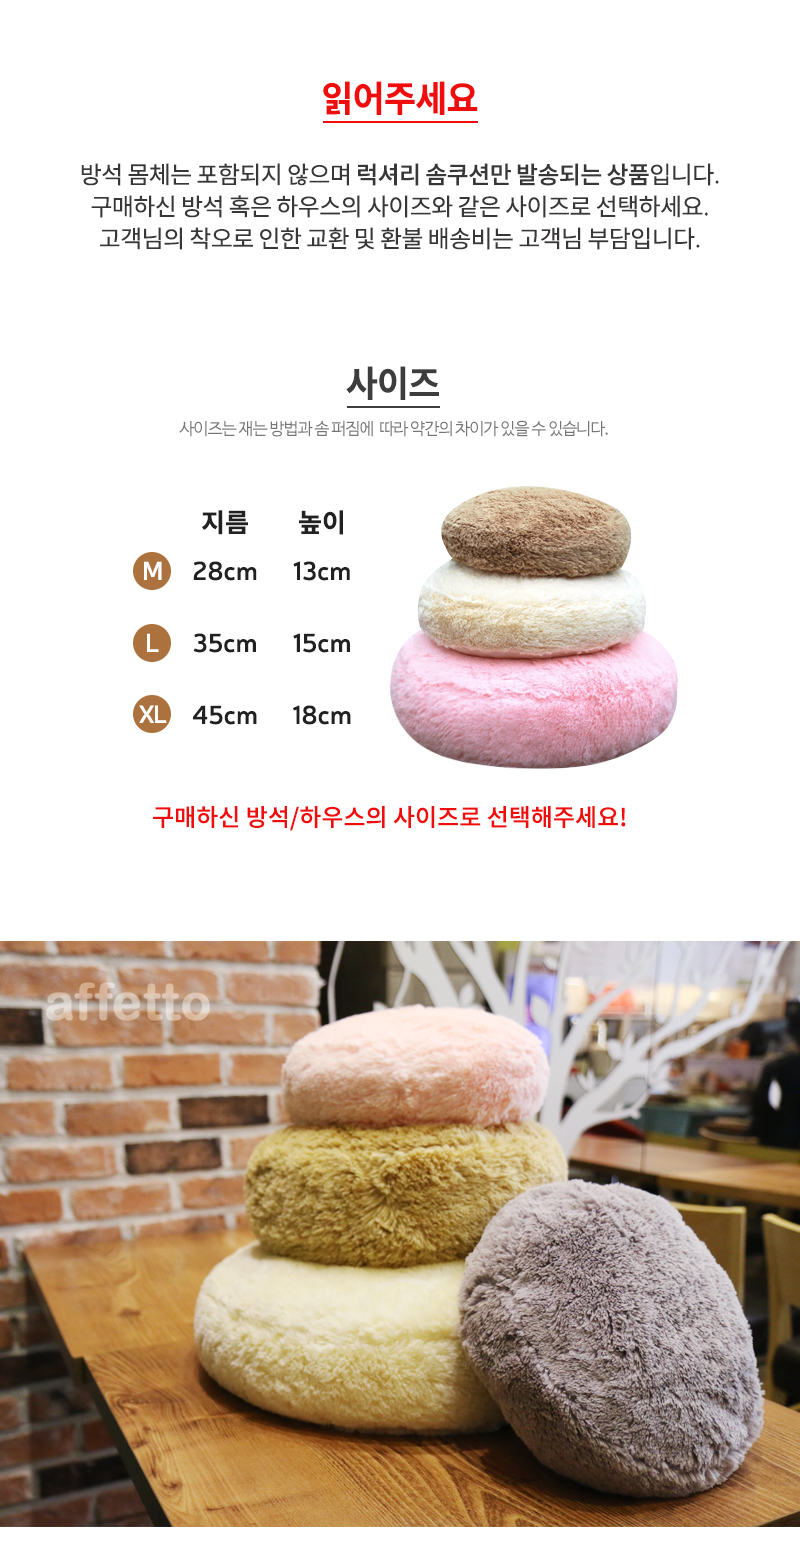 읽어주세요
방석 몸체는 포함되지 않으며 럭셔리 솜쿠션만 발송되는 상품입니다.
구매하신 방석 혹은 하우스의 사이즈와 같은 사이즈로 선택하세요.
고객님의 착오로 인한 교환 및 환불 배송비는 고객님 부담입니다.
사이즈
사이즈는 재는 방법과 솜 퍼짐에 따라 약간의 차이가 있을 수 있습니다.
지름 높이
M 28cm 13cm
L 35cm 15cm
XL 45cm 18cm
구매하신 방석/하우스의 사이즈로 선택해주세요!
affetto